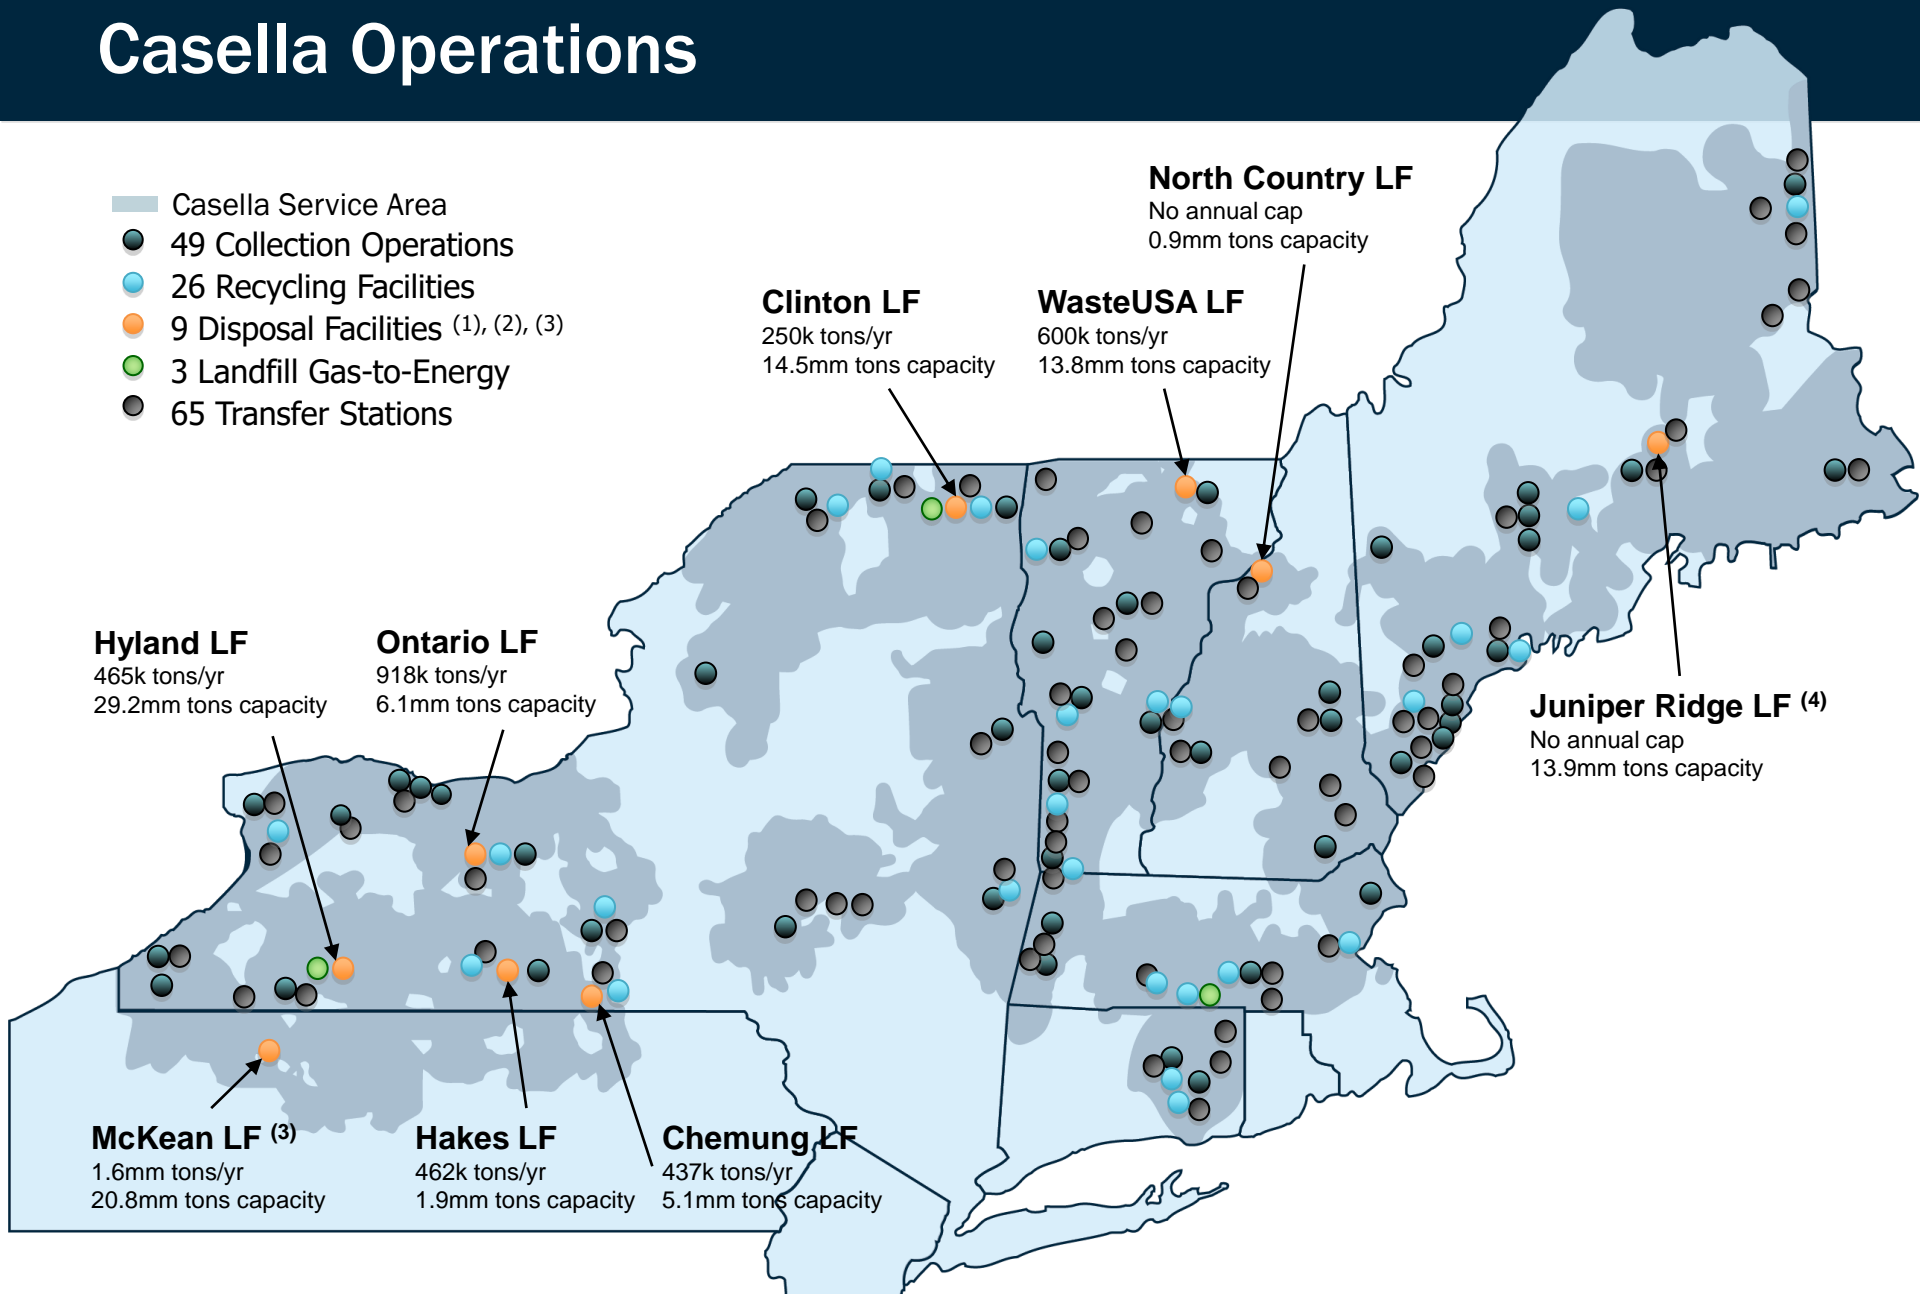 Casella Operations
Casella Service Area
49 Collection Operations
26 Recycling Facilities
9 Disposal Facilities (1), (2), (3)
3 Landfill Gas-to-Energy
65 Transfer Stations
North Country LF
No annual cap
0.9mm tons capacity
Clinton LF
250k tons/yr
14.5mm tons capacity
WasteUSA LF
600k tons/yr
13.8mm tons capacity
Hyland LF
465k tons/yr
29.2mm tons capacity
Ontario LF
918k tons/yr
6.1mm tons capacity
Juniper Ridge LF (4)
No annual cap
13.9mm tons capacity
McKean LF (3)
1.6mm tons/yr
20.8mm tons capacity
Hakes LF
462k tons/yr
1.9mm tons capacity
Chemung LF
437k tons/yr
5.1mm tons capacity